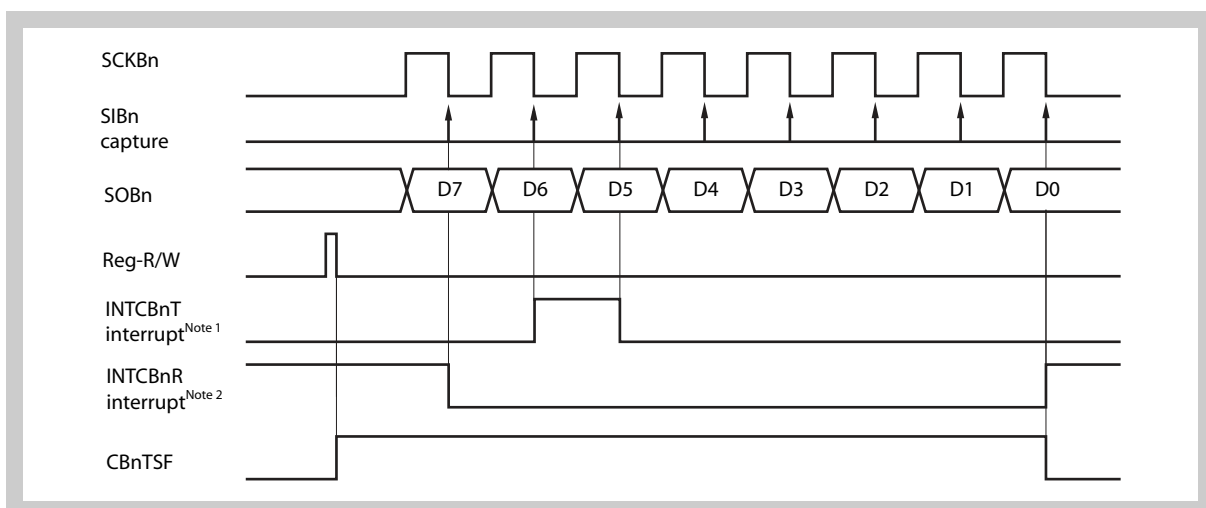 SCKBn
SIBn
capture
SOBn
D7 D6 D5 D4 D3 D2 D1 D0
Reg-R/W
INTCBnT
interruptNote 1
INTCBnR
interruptNote 2
CBnTSF